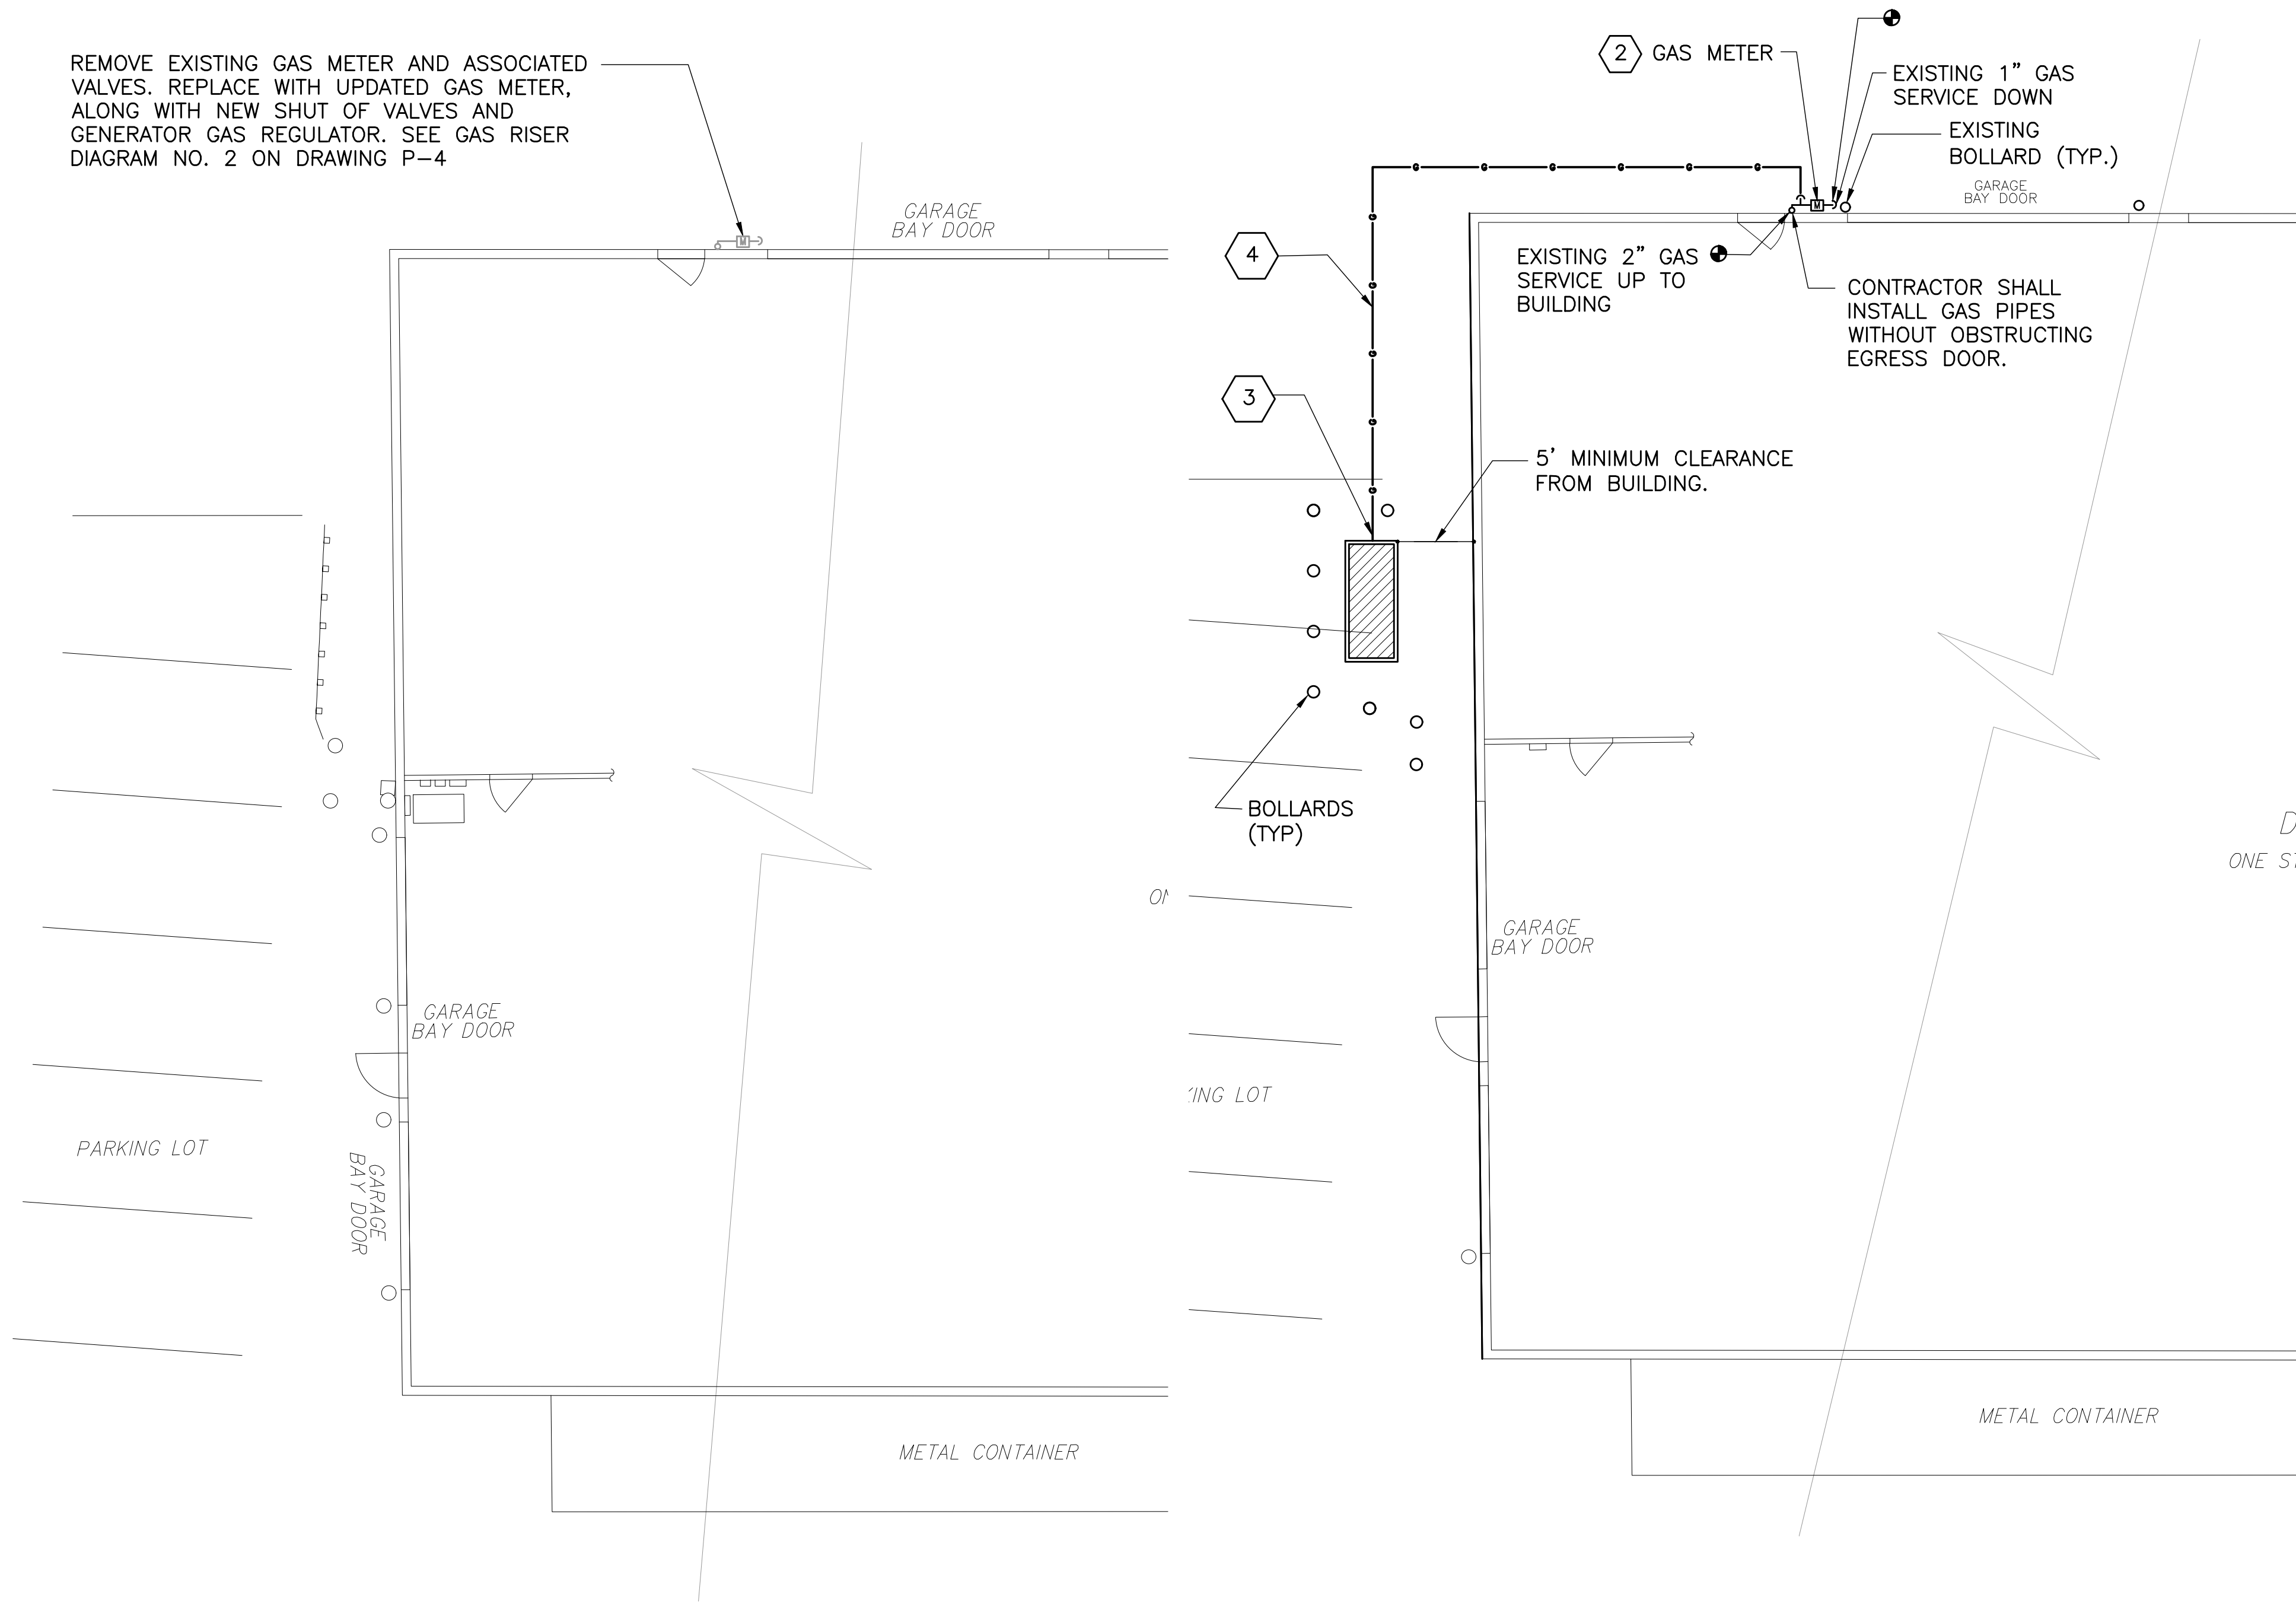 REMOVE EXISTING GAS METER AND ASSOCIATED
VALVES. REPLACE WITH UPDATED GAS METER,
ALONG WITH NEW SHUT OF VALVES AND
GENERATOR GAS REGULATOR. SEE GAS RISER
DIAGRAM NO. 2 ON DRAWING P-4
GARAGE
BAY DOOR
M
GARAGE
BAY DOOR
PARKING LOT
GARAGE
BAY DOOR
METAL CONTAINER
2
GAS METER
EXISTING 1" GAS
SERVICE DOWN
EXISTING
BOLLARD (TYP.)
GARAGE
BAY DOOR
M
G G G G G G
G G G G G
4
EXISTING 2" GAS
SERVICE UP TO
BUILDING
CONTRACTOR SHALL
INSTALL GAS PIPES
WITHOUT OBSTRUCTING
EGRESS DOOR.
3
5' MINIMUM CLEARANCE
FROM BUILDING.
BOLLARDS
(TYP)
GARAGE
BAY DOOR
ONE
KING LOT
METAL CONTAINER